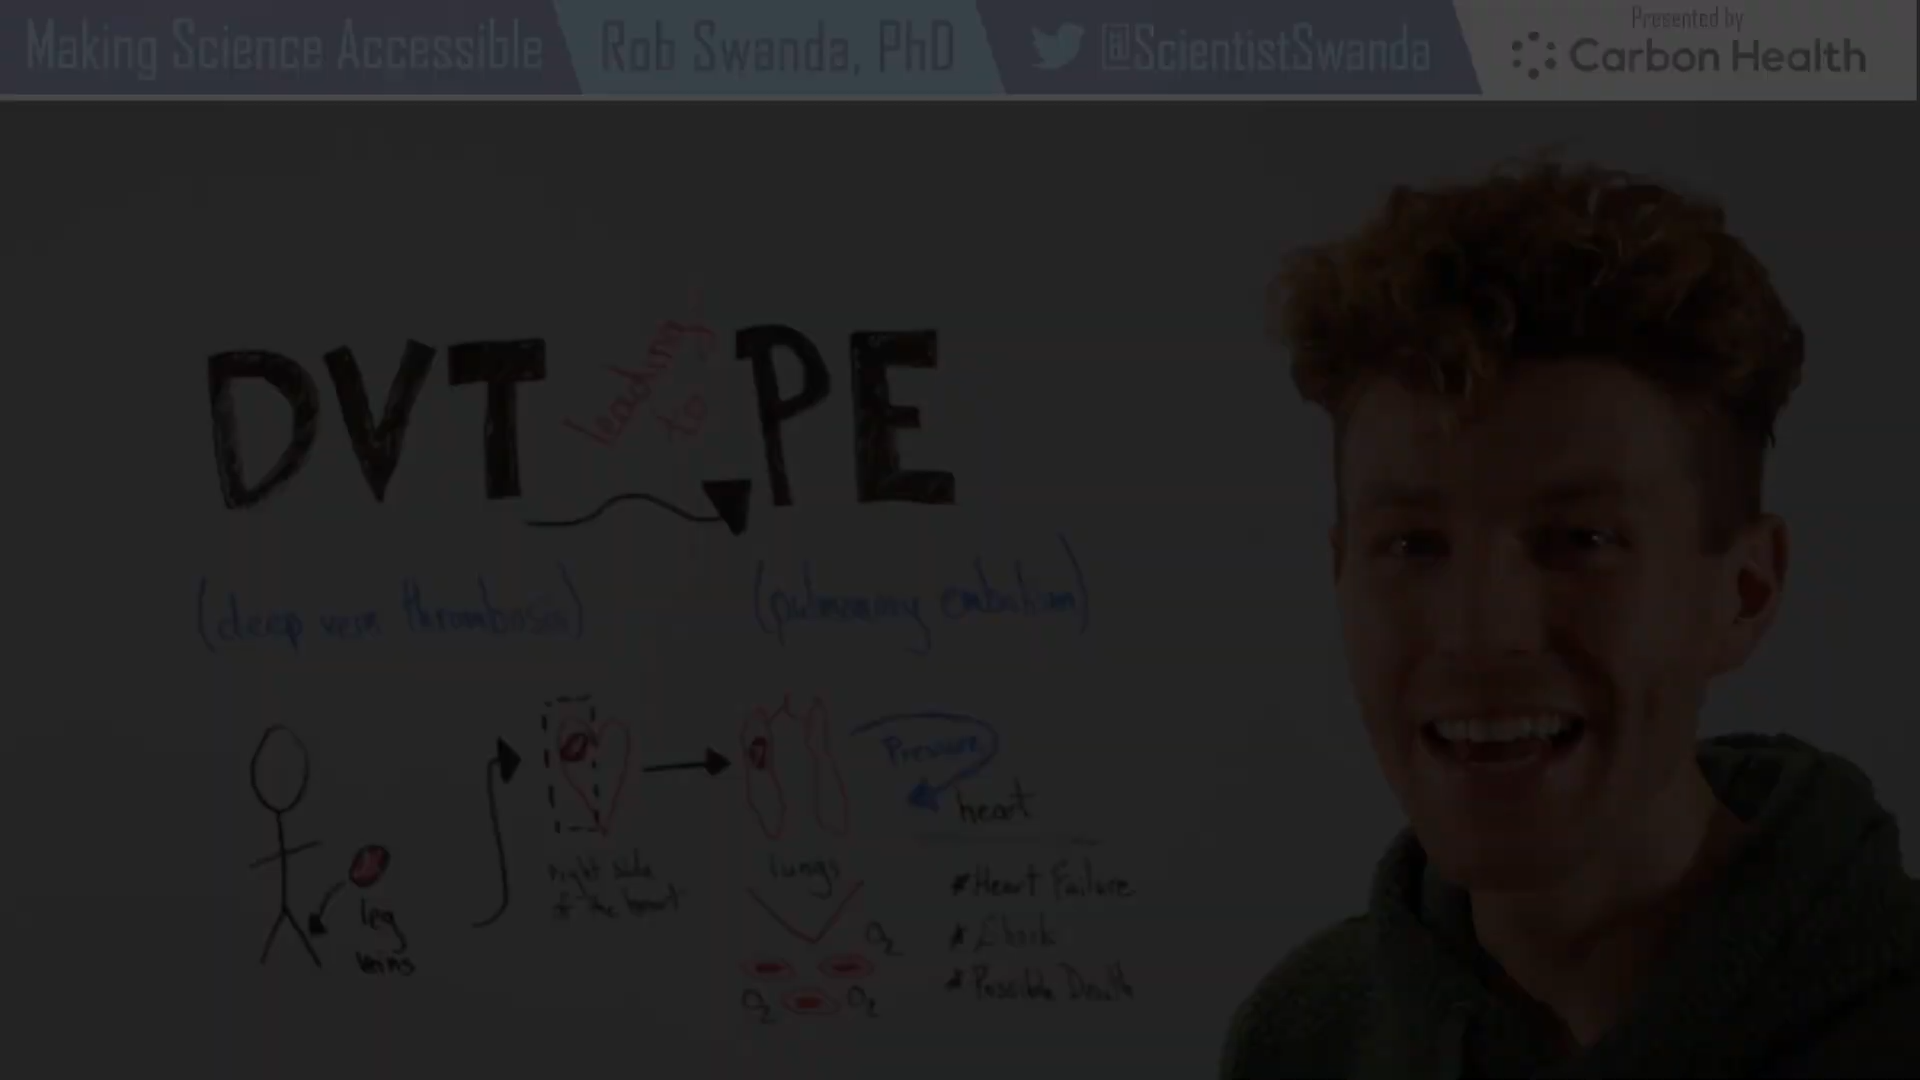 Making Science Accessible
Rob Swanda, PhD
@ScientistSwanda
Presented by
Carbon Health
DVT leading to PE
(deep vein thrombosis)
(pulmonary embolism)
Pressure
heart
leg
veins
right side
of the heart
lungs
*Heart Failure
*Shock
*Possible Death
O2
O2
O2